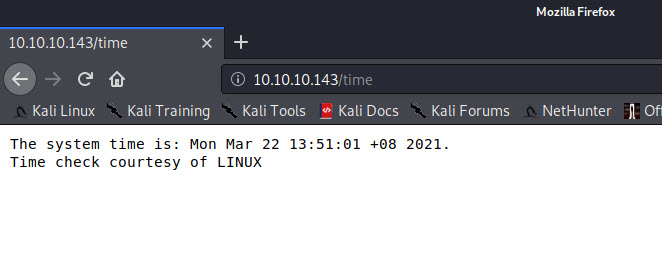 Mozilla Firefox
10.10.10.143/time
10.10.10.143/time
Kali Linux Kali Training Kali Tools Kali Docs Kali Forums NetHunter
The system time is: Mon Mar 22 13:51:01 +08 2021.
Time check courtesy of LINUX